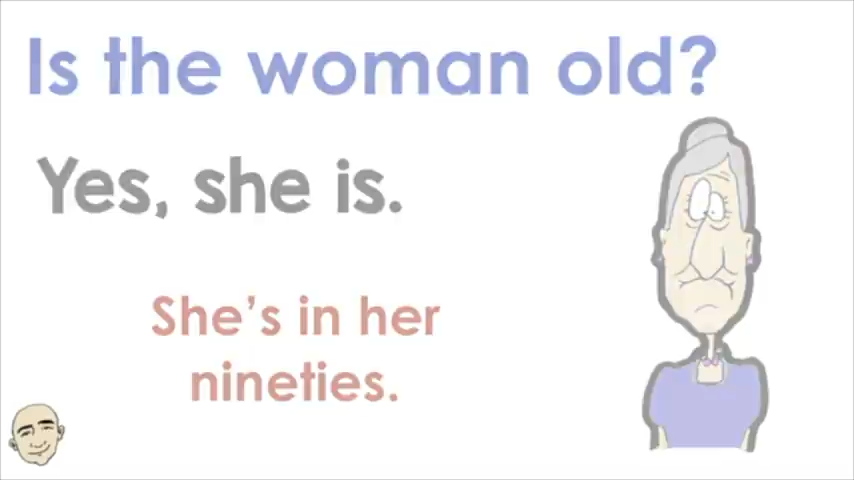 Is the woman old?
Yes, she is.
She's in her
nineties.